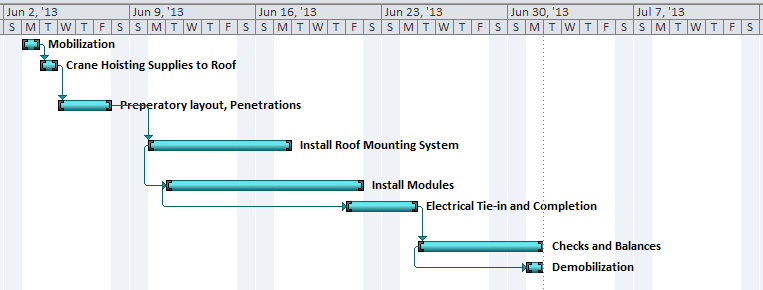 Jun 2, '13 Jun 9, '13 Jun 16, '13 Jun 23, '13 Jun 30, '13 Jul 7, '13
S M T W T F S S M T W T F S S M T W T F S S M T W T F S S M T W T F S S M T W T F S
Mobilization
Crane Hoisting Supplies to Roof
Preperatory layout, Penetrations
Install Roof Mounting System
Install Modules
Electrical Tie-in and Completion
Checks and Balances
Demobilization